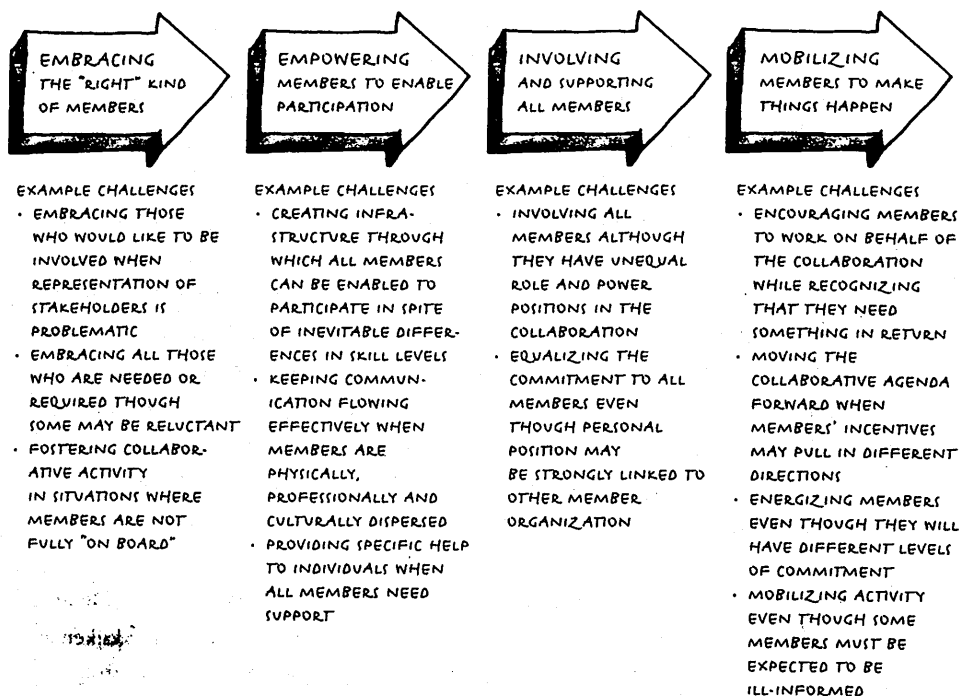 EMBRACING
THE "RIGHT" KIND
OF MEMBERS
EXAMPLE CHALLENGES
· EMBRACING THOSE
WHO WOULD LIKE TO BE
INVOLVED WHEN
REPRESENTATION OF
STAKEHOLDERS IS
PROBLEMATIC
· EMBRACING ALL THOSE
WHO ARE NEEDED OR
REQUIRED THOUGH
SOME MAY BE RELUCTANT
· FOSTERING COLLABOR-
ATIVE ACTIVITY
IN SITUATIONS WHERE
MEMBERS ARE NOT
FULLY "ON BOARD"
EMPOWERING
MEMBERS TO ENABLE
PARTICIPATION
EXAMPLE CHALLENGES
· CREATING INFRA-
STRUCTURE THROUGH
WHICH ALL MEMBERS
CAN BE ENABLED TO
PARTICIPATE IN SPITE
OF INEVITABLE DIFFER-
ENCES IN SKILL LEVELS
· KEEPING COMMUN-
ICATION FLOWING
EFFECTIVELY WHEN
MEMBERS ARE
PHYSICALLY,
PROFESSIONALLY AND
CULTURALLY DISPERSED
· PROVIDING SPECIFIC HELP
TO INDIVIDUALS WHEN
ALL MEMBERS NEED
SUPPORT
INVOLVING
AND SUPPORTING
ALL MEMBERS
EXAMPLE CHALLENGES
· INVOLVING ALL
MEMBERS ALTHOUGH
THEY HAVE UNEQUAL
ROLE AND POWER
POSITIONS IN THE
COLLABORATION
· EQUALIZING THE
COMMITMENT TO ALL
MEMBERS EVEN
THOUGH PERSONAL
POSITION MAY
BE STRONGLY LINKED TO
OTHER MEMBER
ORGANIZATION
MOBILIZING
MEMBERS TO MAKE
THINGS HAPPEN
EXAMPLE CHALLENGES
· ENCOURAGING MEMBERS
TO WORK ON BEHALF OF
THE COLLABORATION
WHILE RECOGNIZING
THAT THEY NEED
SOMETHING IN RETURN
· MOVING THE
COLLABORATIVE AGENDA
FORWARD WHEN
MEMBERS' INCENTIVES
MAY PULL IN DIFFERENT
DIRECTIONS
· ENERGIZING MEMBERS
EVEN THOUGH THEY WILL
HAVE DIFFERENT LEVELS
OF COMMITMENT
· MOBILIZING ACTIVITY
EVEN THOUGH SOME
MEMBERS MUST BE
EXPECTED TO BE
ILL-INFORMED